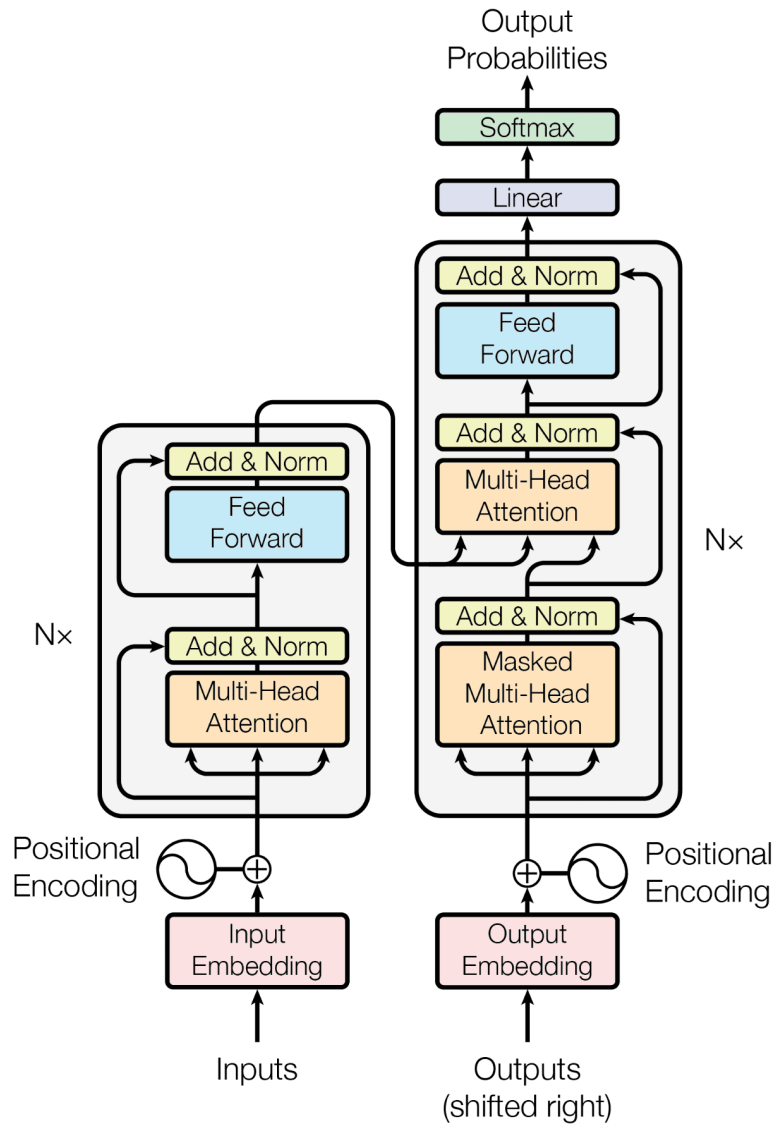 Output
Probabilities
Softmax
Linear
Add & Norm
Feed
Forward
Add & Norm
Multi-Head
Attention
Add & Norm
Masked
Multi-Head
Attention
N×
Add & Norm
Feed
Forward
Add & Norm
Multi-Head
Attention
N×
Positional
Encoding
Positional
Encoding
Input
Embedding
Output
Embedding
Inputs
Outputs
(shifted right)